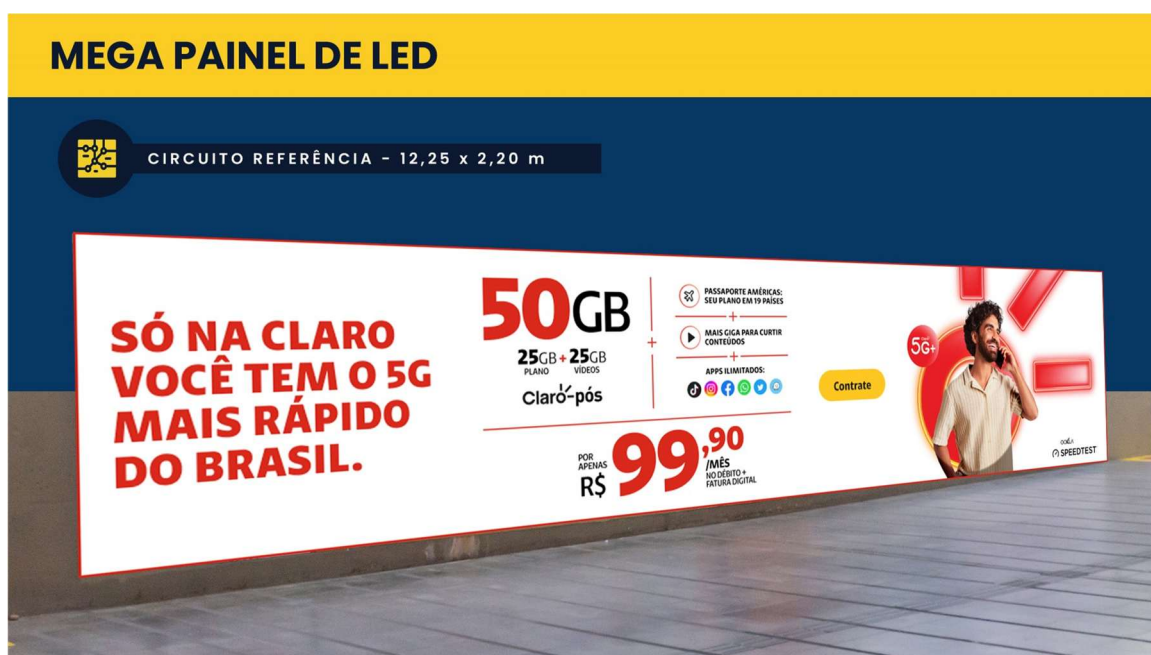 MEGA PAINEL DE LED
CIRCUITO REFERÊNCIA - 12,25 x 2,20 m
SÓ NA CLARO
VOCÊ TEM O 5G
MAIS RÁPIDO
DO BRASIL.
50GB
25GB + 25GB
PLANO VÍDEOS
Claro-pós
+
PASSAPORTE AMÉRICAS:
SEU PLANO EM 19 PAÍSES
+
MAIS GIGA PARA CURTIR
CONTEÚDOS
+
APPS ILIMITADOS:
POR
APENAS
R$ 99,90
/MÊS
NO DÉBITO +
FATURA DIGITAL
Contrate
5G+
OOKLA
SPEEDTEST